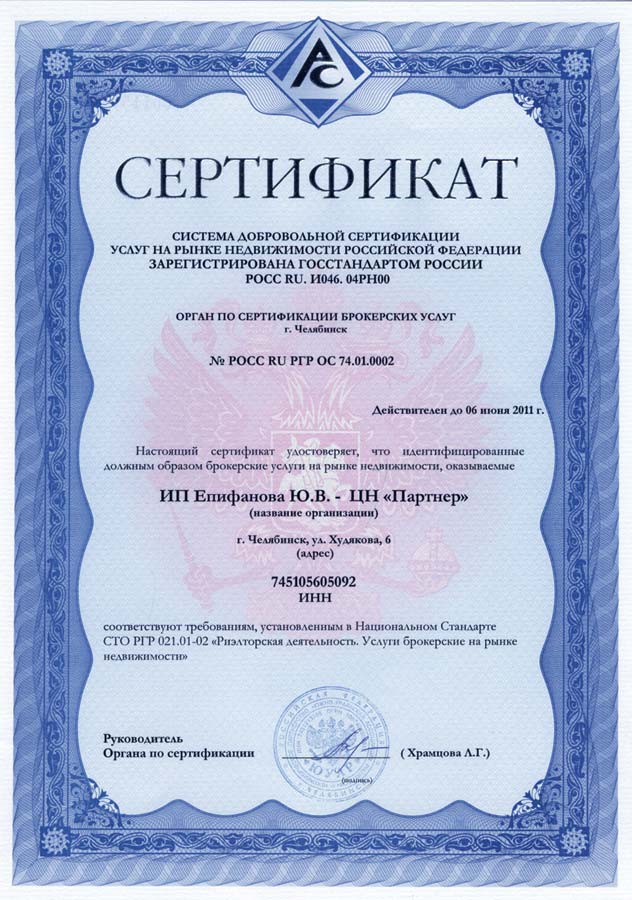 АС
СЕРТИФИКАТ
СИСТЕМА ДОБРОВОЛЬНОЙ СЕРТИФИКАЦИИ
УСЛУГ НА РЫНКЕ НЕДВИЖИМОСТИ РОССИЙСКОЙ ФЕДЕРАЦИИ
ЗАРЕГИСТРИРОВАНА ГОССТАНДАРТОМ РОССИИ
РОСС RU. И046. 04РН00
ОРГАН ПО СЕРТИФИКАЦИИ БРОКЕРСКИХ УСЛУГ
г. Челябинск
№ РОСС RU РГР ОС 74.01.0002
Действителен до 06 июня 2011 г.
Настоящий сертификат удостоверяет, что идентифицированные
должным образом брокерские услуги на рынке недвижимости, оказываемые
ИП Епифанова Ю.В. - ЦН «Партнер»
(название организации)
г. Челябинск, ул. Худякова, 6
(адрес)
745105605092
ИНН
соответствуют требованиям, установленным в Национальном Стандарте
СТО РГР 021.01-02 «Риэлторская деятельность. Услуги брокерские на рынке
недвижимости»
РОССИЙСКАЯ ФЕДЕРАЦИЯ
Руководитель
Органа по сертификации (Храмцова Л.Г.)
(подпись)